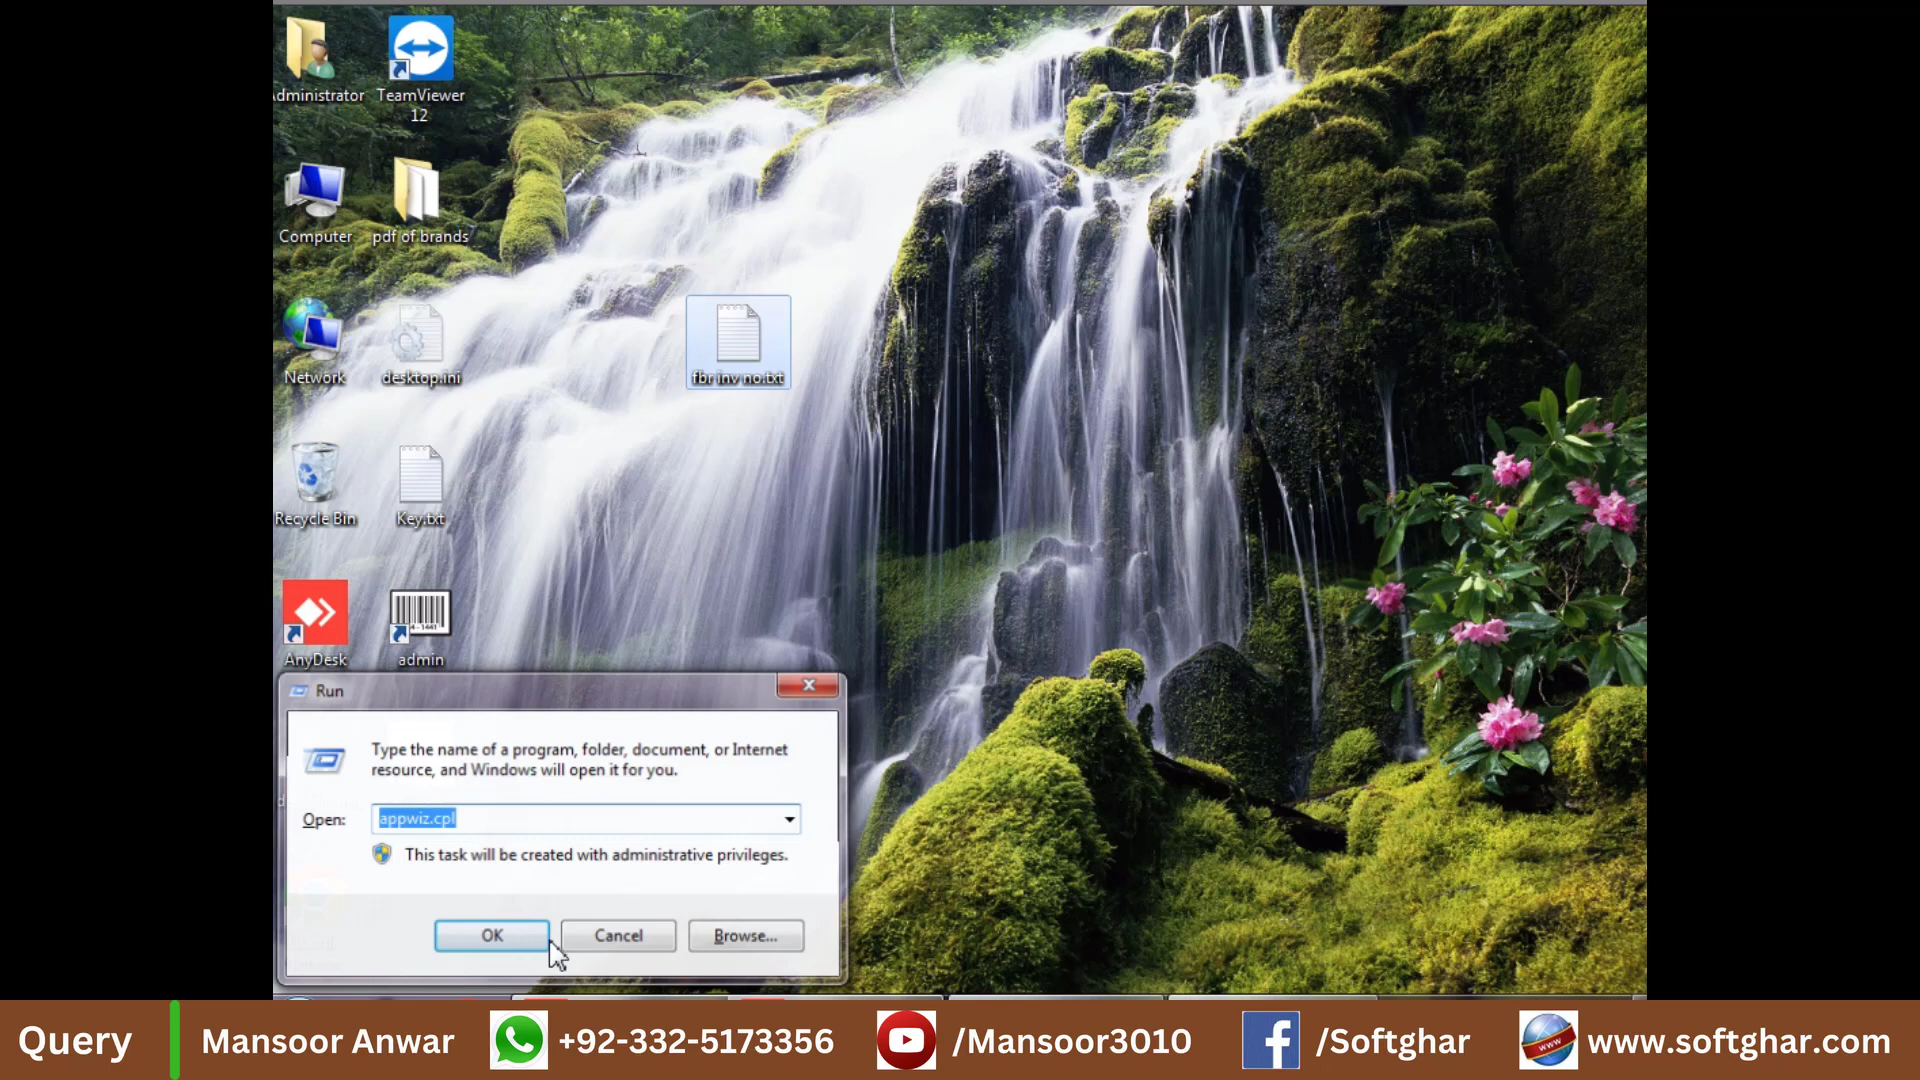 Administrator
TeamViewer
12
Computer
pdf of brands
Network
desktop.ini
fbr inv no.txt
Recycle Bin
Key.txt
AnyDesk
admin
Run
Type the name of a program, folder, document, or Internet
resource, and Windows will open it for you.
Open: appwiz.cpl
This task will be created with administrative privileges.
OK Cancel Browse...
Query Mansoor Anwar +92-332-5173356 /Mansoor3010 /Softghar www.softghar.com